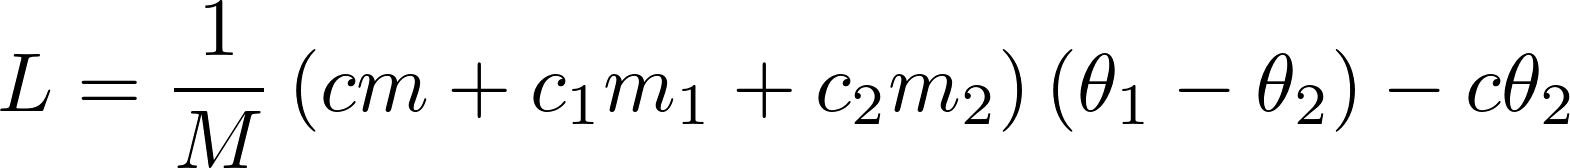 L = \frac{1}{M} (cm + c_1 m_1 + c_2 m_2) (\theta_1 - \theta_2) - c\theta_2